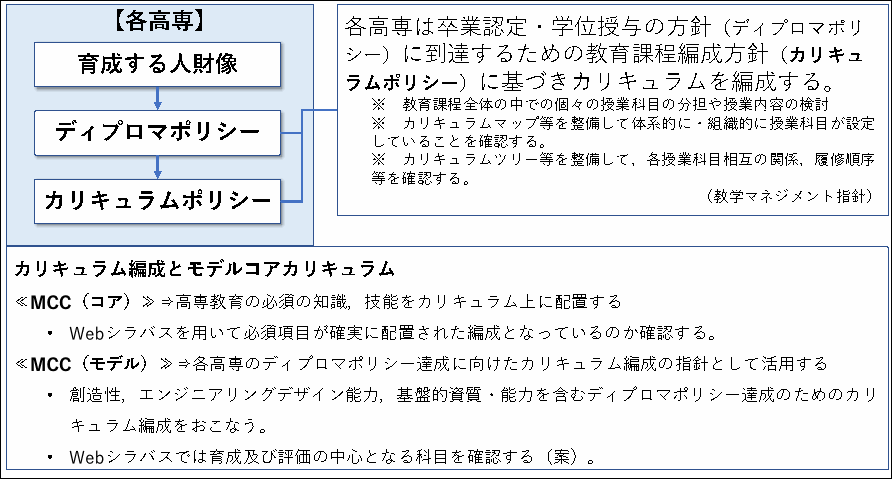 【各高専】
育成する人財像
ディプロマポリシー
カリキュラムポリシー
各高専は卒業認定・学位授与の方針（ディプロマポリ
シー）に到達するための教育課程編成方針（カリキュ
ラムポリシー）に基づきカリキュラムを編成する。
※　教育課程全体の中での個々の授業科目の分担や授業内容の検討
※　カリキュラムマップ等を整備して体系的に・組織的に授業科目が設定
していることを確認する。
※　カリキュラムツリー等を整備して，各授業科目相互の関係，履修順序
等を確認する。
（教学マネジメント指針）
カリキュラム編成とモデルコアカリキュラム
≪MCC（コア）≫⇒高専教育の必須の知識，技能をカリキュラム上に配置する
・ Webシラバスを用いて必須項目が確実に配置された編成となっているのか確認する。
≪MCC（モデル）≫⇒各高専のディプロマポリシー達成に向けたカリキュラム編成の指針として活用する
・ 創造性，エンジニアリングデザイン能力，基盤的資質・能力を含むディプロマポリシー達成のためのカリ
キュラム編成をおこなう。
・ Webシラバスでは育成及び評価の中心となる科目を確認する（案）。